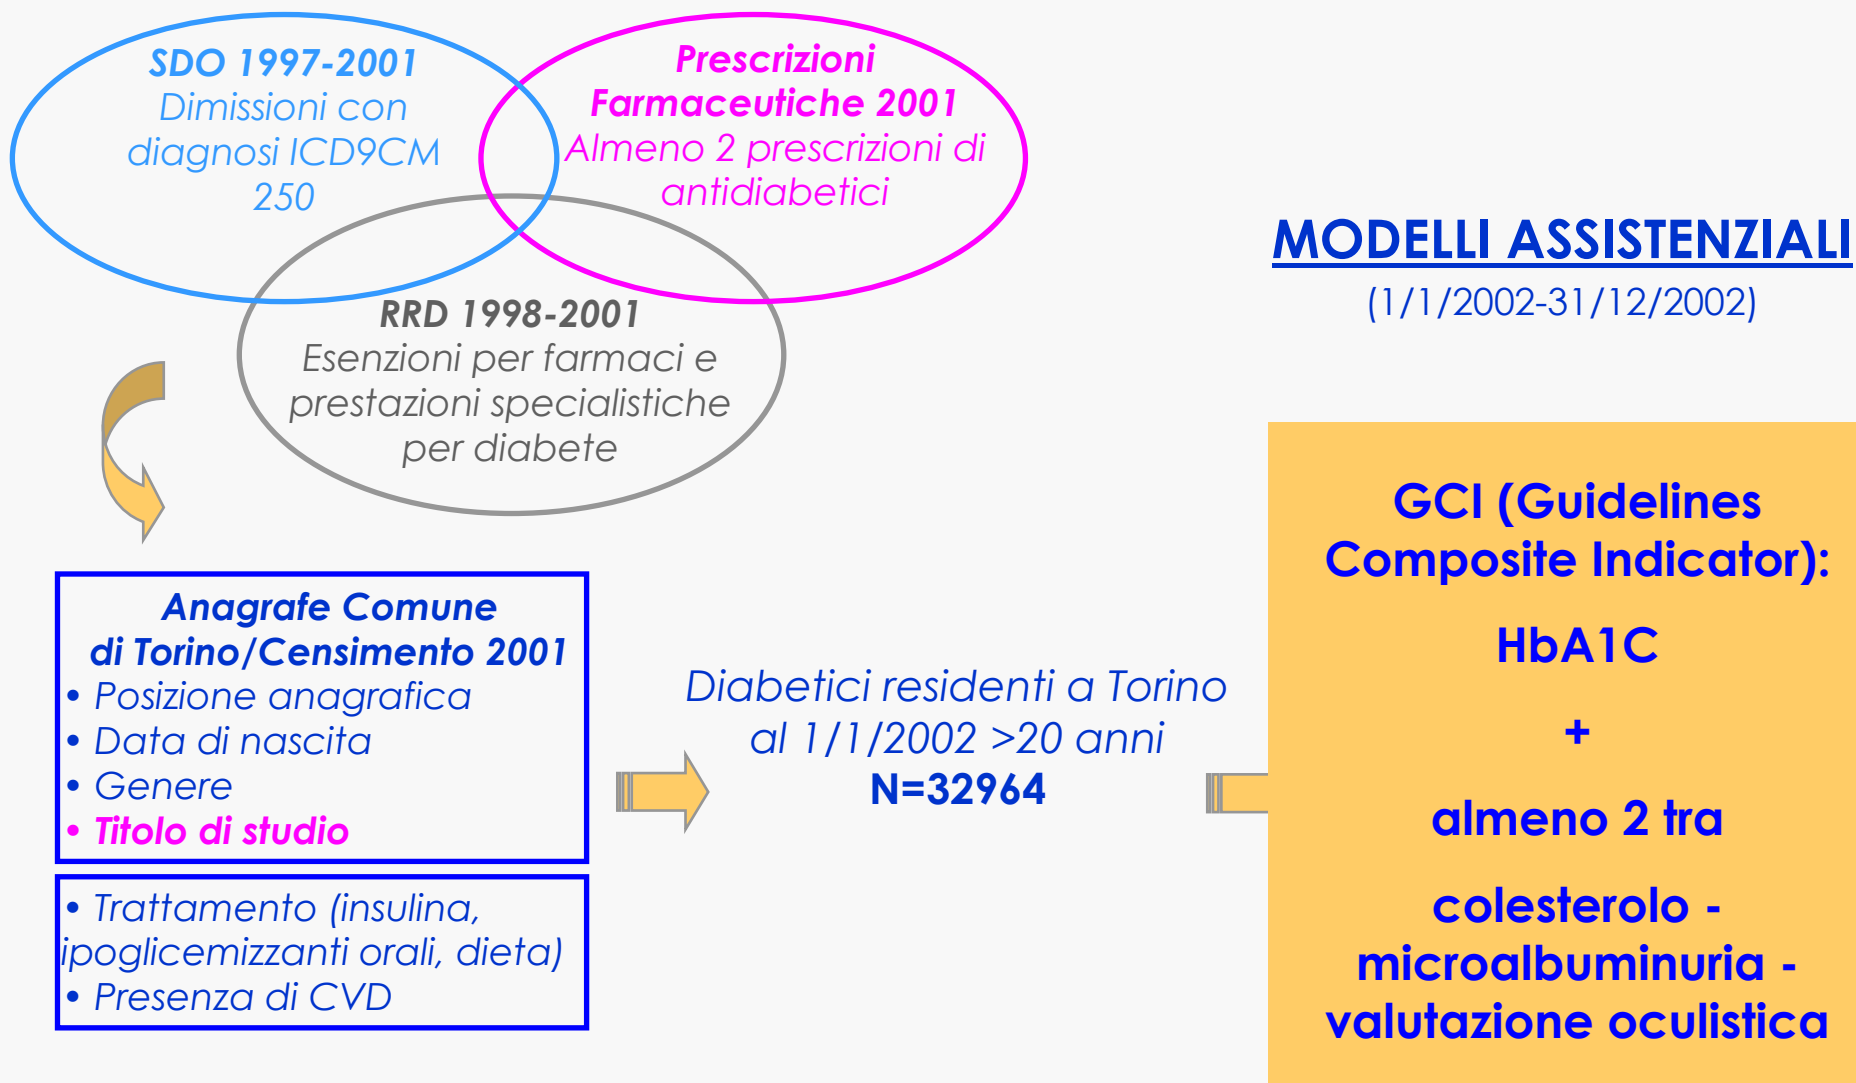 SDO 1997-2001
Dimissioni con
diagnosi ICD9CM
250
Prescrizioni
Farmaceutiche 2001
Almeno 2 prescrizioni di
antidiabetici
RRD 1998-2001
Esenzioni per farmaci e
prestazioni specialistiche
per diabete
Anagrafe Comune
di Torino/Censimento 2001
• Posizione anagrafica
• Data di nascita
• Genere
• Titolo di studio
• Trattamento (insulina,
ipoglicemizzanti orali, dieta)
• Presenza di CVD
Diabetici residenti a Torino
al 1/1/2002 >20 anni
N=32964
MODELLI ASSISTENZIALI
(1/1/2002-31/12/2002)
GCI (Guidelines
Composite Indicator):
HbA1C
+
almeno 2 tra
colesterolo -
microalbuminuria -
valutazione oculistica